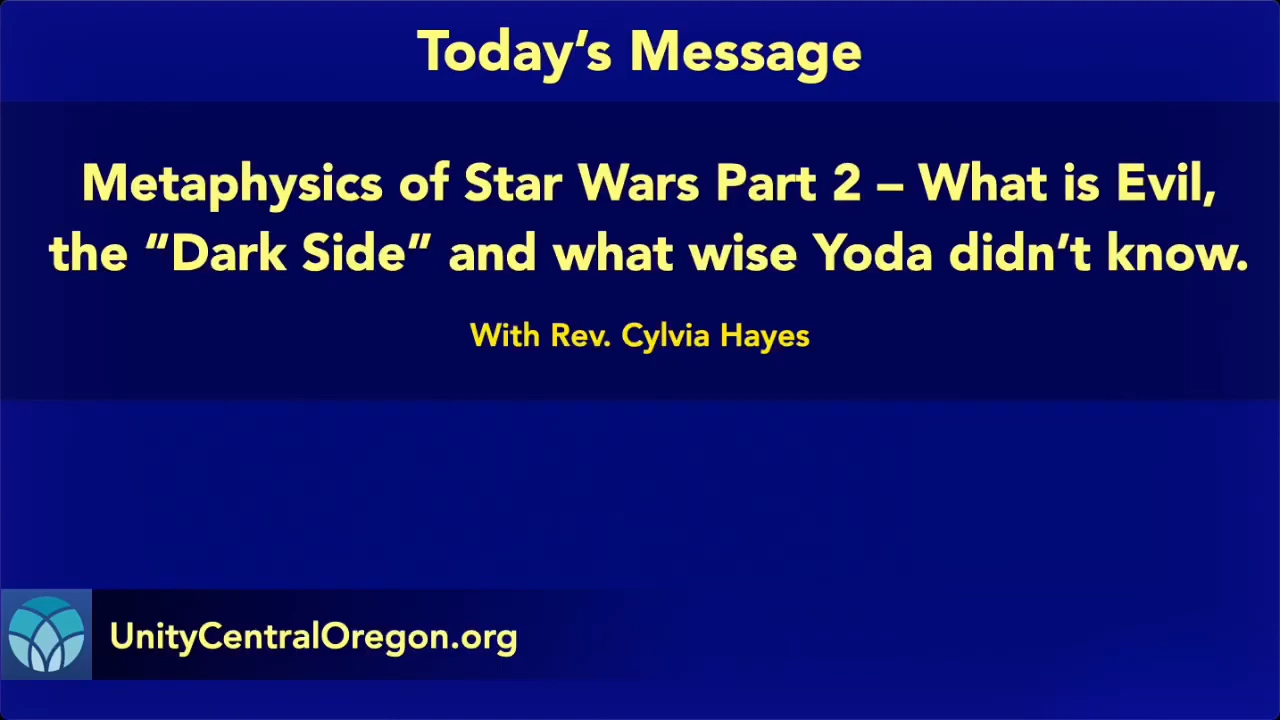 Today’s Message
Metaphysics of Star Wars Part 2 – What is Evil,
the “Dark Side” and what wise Yoda didn’t know.
With Rev. Cylvia Hayes
UnityCentralOregon.org